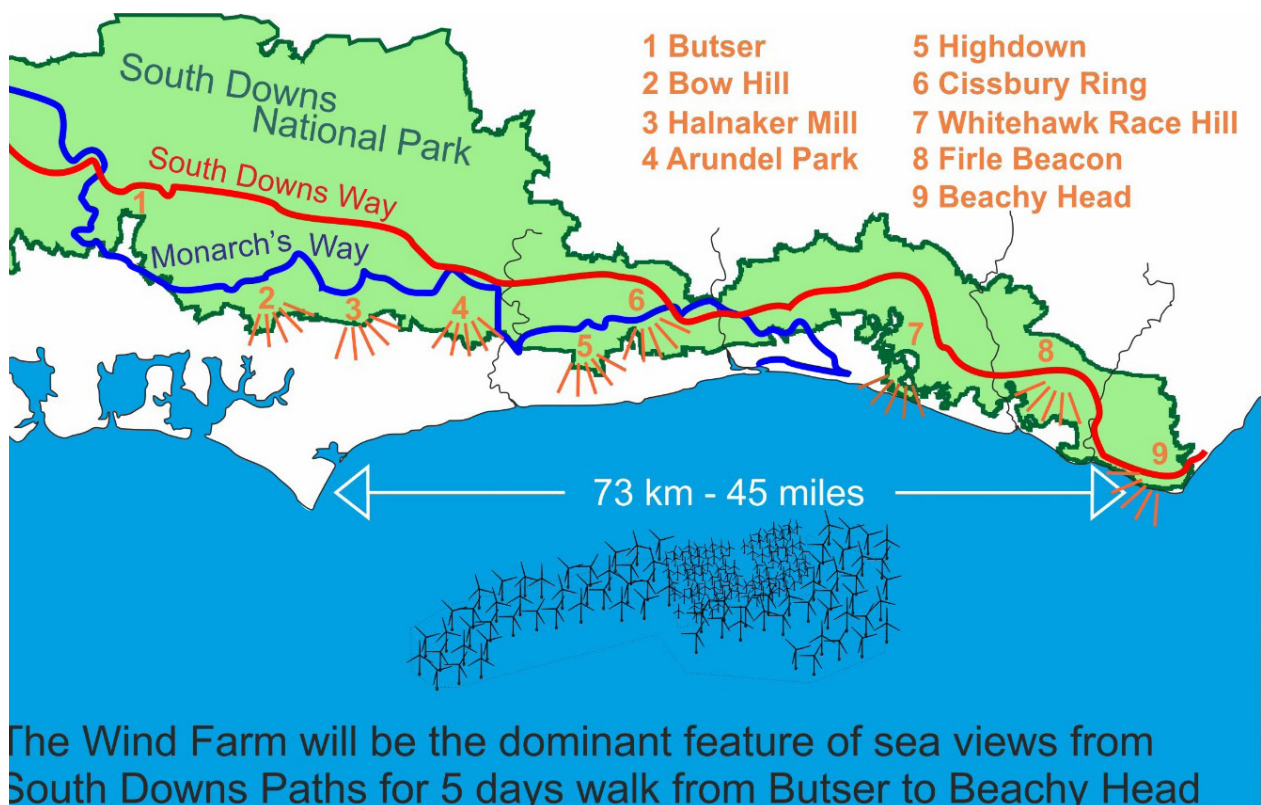 1 Butser
2 Bow Hill
3 Halnaker Mill
4 Arundel Park
5 Highdown
6 Cissbury Ring
7 Whitehawk Race Hill
8 Firle Beacon
9 Beachy Head
South Downs
National Park
South Downs Way
1
Monarch's Way
2
3
4
5
6
7
8
9
73 km - 45 miles
The Wind Farm will be the dominant feature of sea views from
South Downs Paths for 5 days walk from Butser to Beachy Head